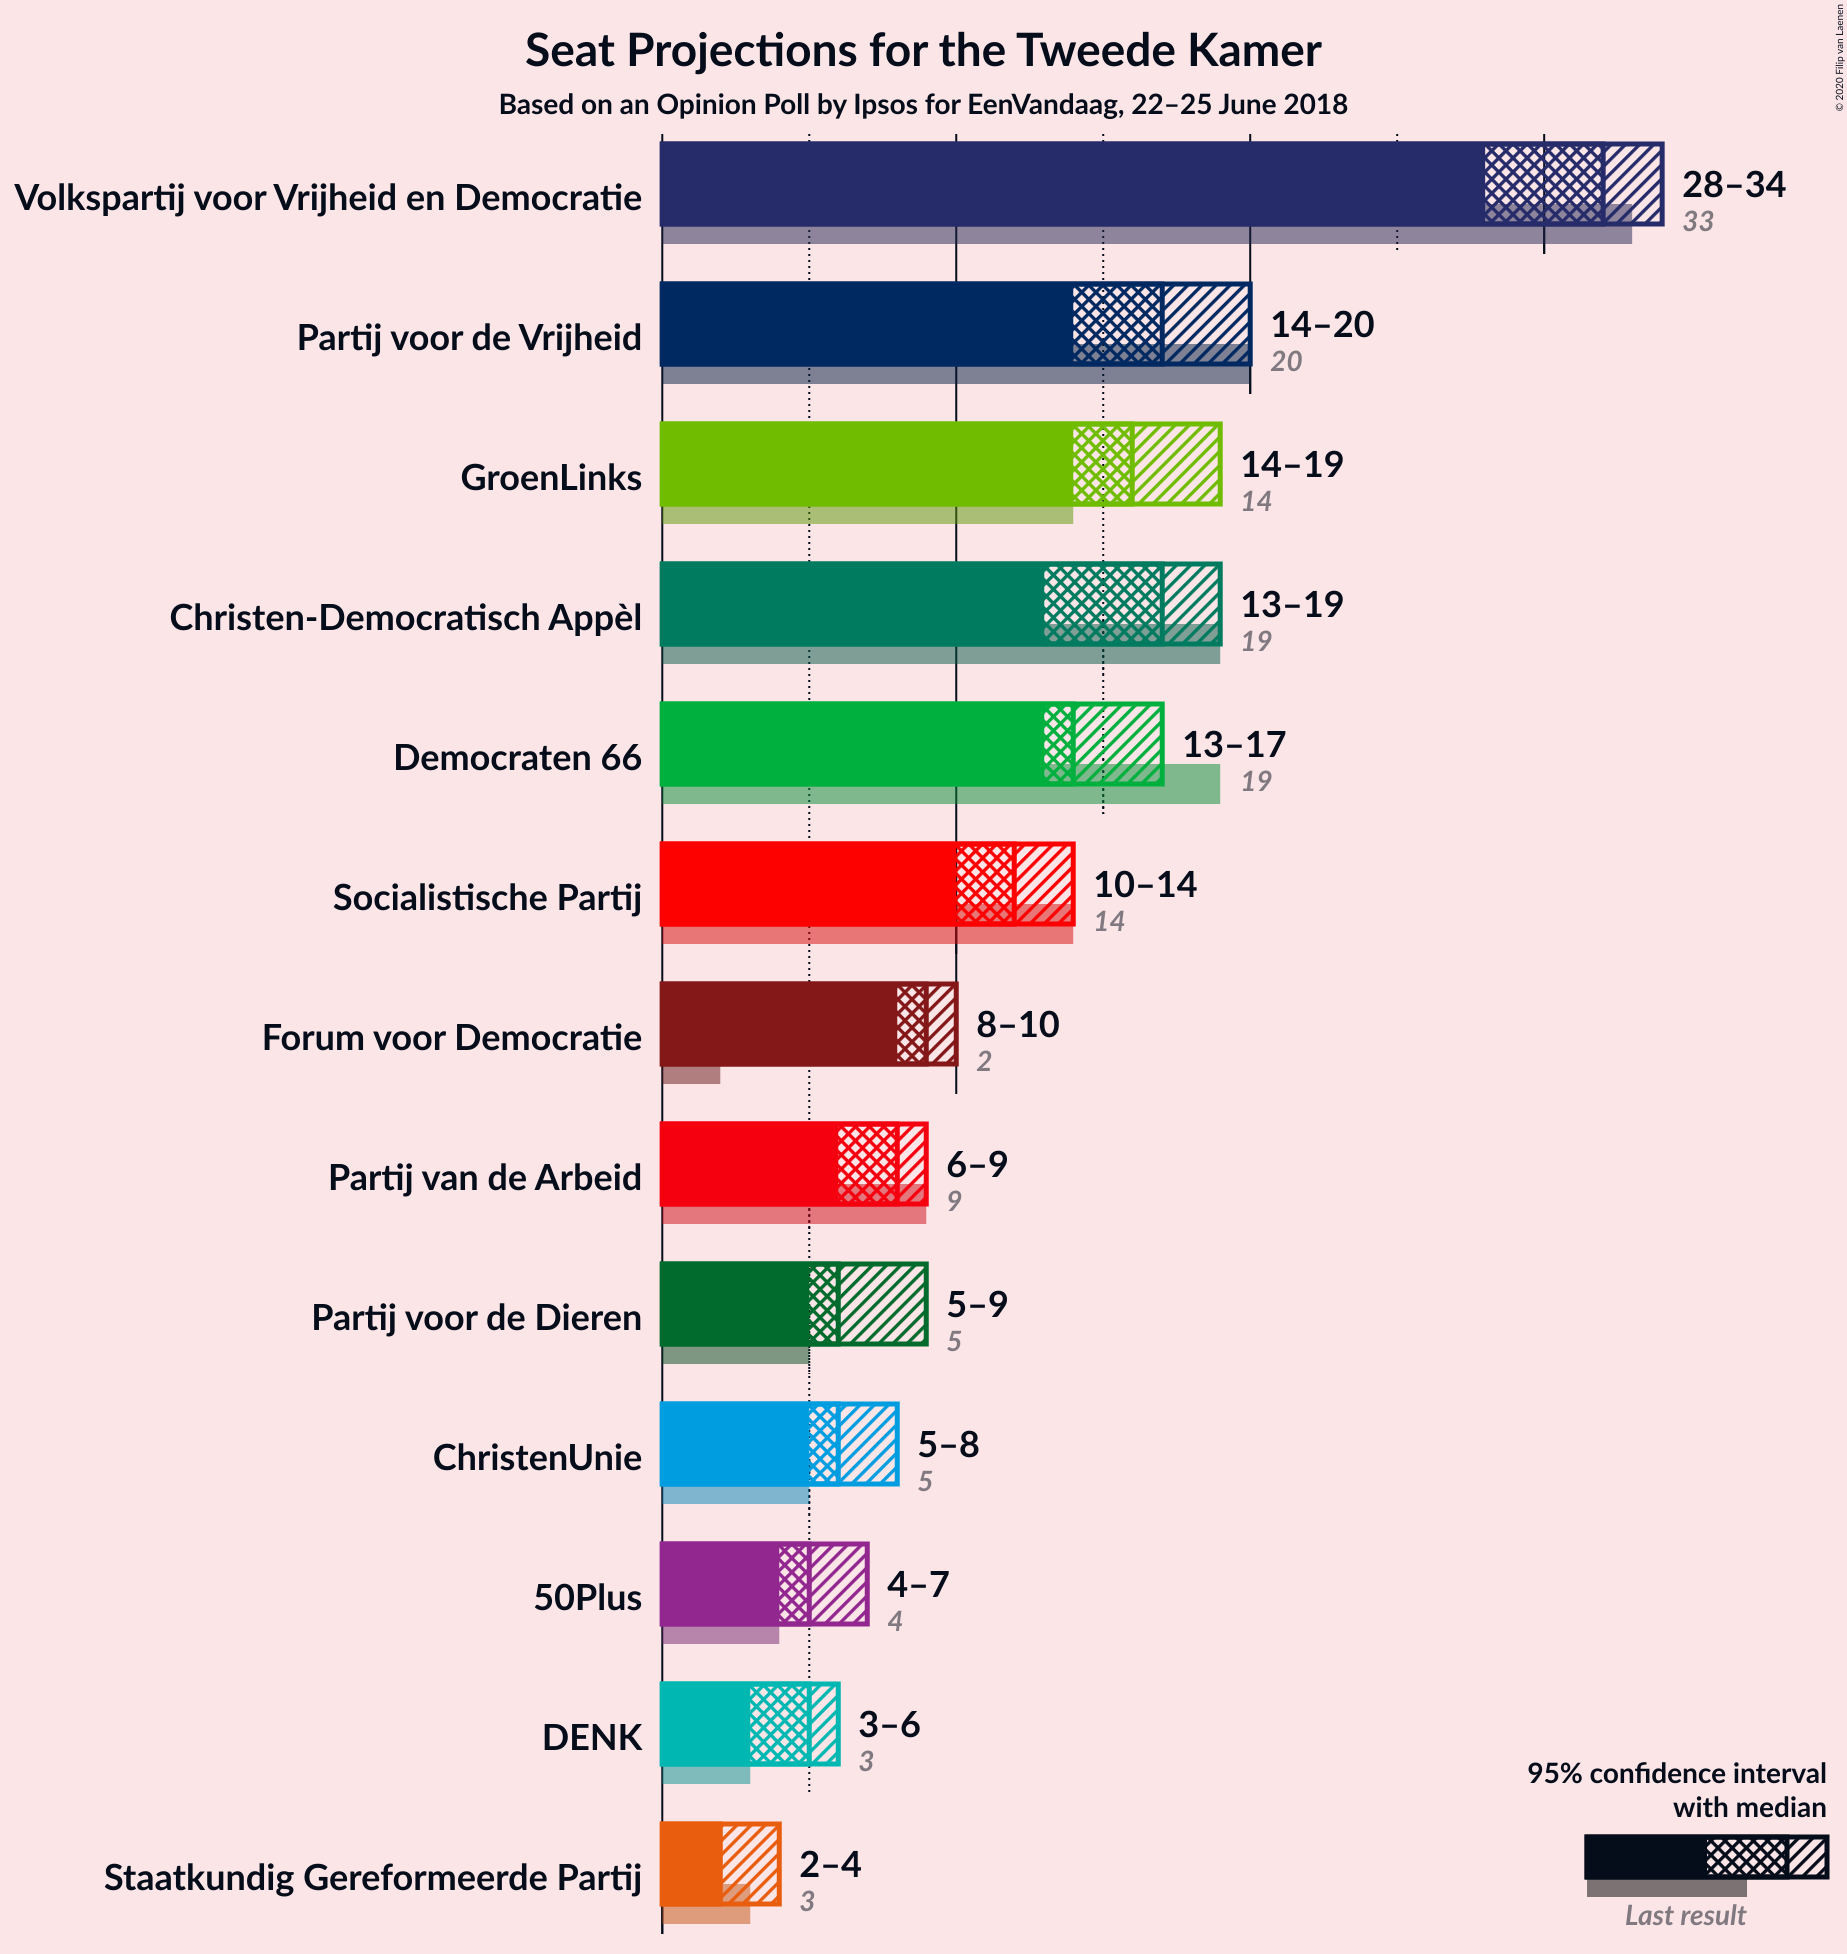 Seat Projections for the Tweede Kamer
Based on an Opinion Poll by Ipsos for EenVandaag, 22–25 June 2018
© 2020 Filip van Laenen
Volkspartij voor Vrijheid en Democratie
28–34
33
Partij voor de Vrijheid
14–20
20
GroenLinks
14–19
14
Christen-Democratisch Appèl
13–19
19
Democraten 66
13–17
19
Socialistische Partij
10–14
14
Forum voor Democratie
8–10
2
Partij van de Arbeid
6–9
9
Partij voor de Dieren
5–9
5
ChristenUnie
5–8
5
50Plus
4–7
4
DENK
3–6
3
Staatkundig Gereformeerde Partij
2–4
3
95% confidence interval
with median
Last result